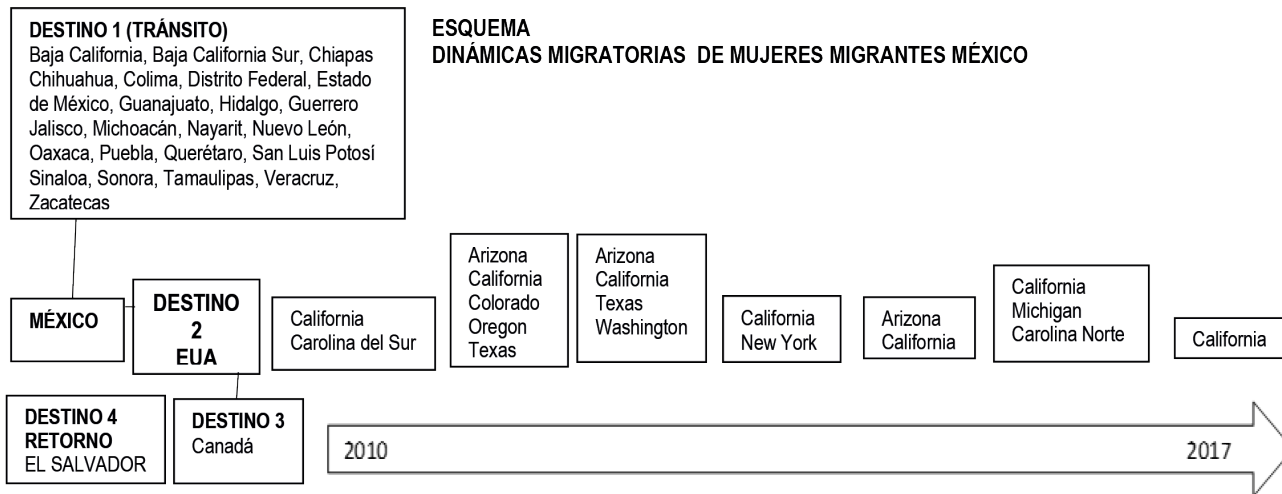 DESTINO 1 (TRÁNSITO)
Baja California, Baja California Sur, Chiapas
Chihuahua, Colima, Distrito Federal, Estado
de México, Guanajuato, Hidalgo, Guerrero
Jalisco, Michoacán, Nayarit, Nuevo León,
Oaxaca, Puebla, Querétaro, San Luis Potosí
Sinaloa, Sonora, Tamaulipas, Veracruz,
Zacatecas
ESQUEMA
DINÁMICAS MIGRATORIAS DE MUJERES MIGRANTES MÉXICO
MÉXICO
DESTINO
2
EUA
California
Carolina del Sur
Arizona
California
Colorado
Oregon
Texas
Arizona
California
Texas
Washington
California
New York
Arizona
California
California
Michigan
Carolina Norte
California
DESTINO 4
RETORNO
EL SALVADOR
DESTINO 3
Canadá
2010
2017